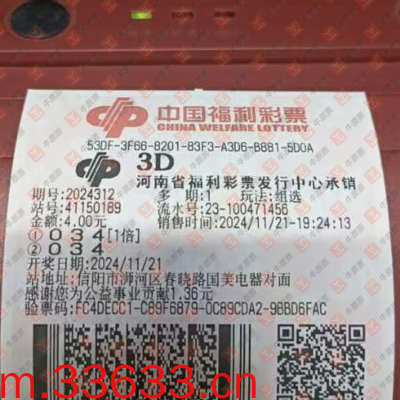 中国福利彩票
CHINA WELFARE LOTTERY
53DF-3F66-8201-83F3-A3D6-B8B1-5D0A
3D
河南省福利彩票发行中心承销
期号:2024312 多期:1 玩法:组选
站号:41150189 流水号:23-100471456
金额:4.00元 销售时间:2024/11/21-19:24:13
①034[1倍]
②034
开奖日期:2024/11/21
站地址:信阳市浉河区春晓路国美电器对面
感谢您为公益事业贡献1.36元
验票码:FC4DECC1-C89F6879-0C89CDA2-98BD6FAC
m.33633.cn